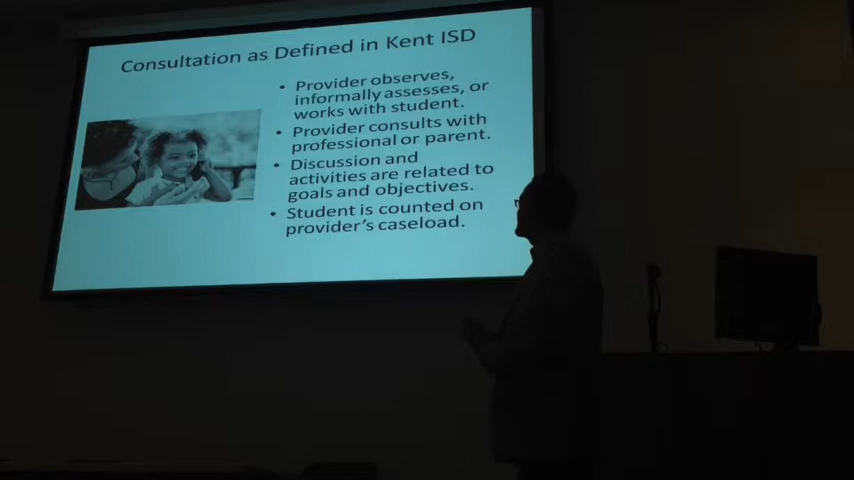 Consultation as Defined in Kent ISD
• Provider observes,
informally assesses, or
works with student.
• Provider consults with
professional or parent.
• Discussion and
activities are related to
goals and objectives.
• Student is counted on
provider's caseload.